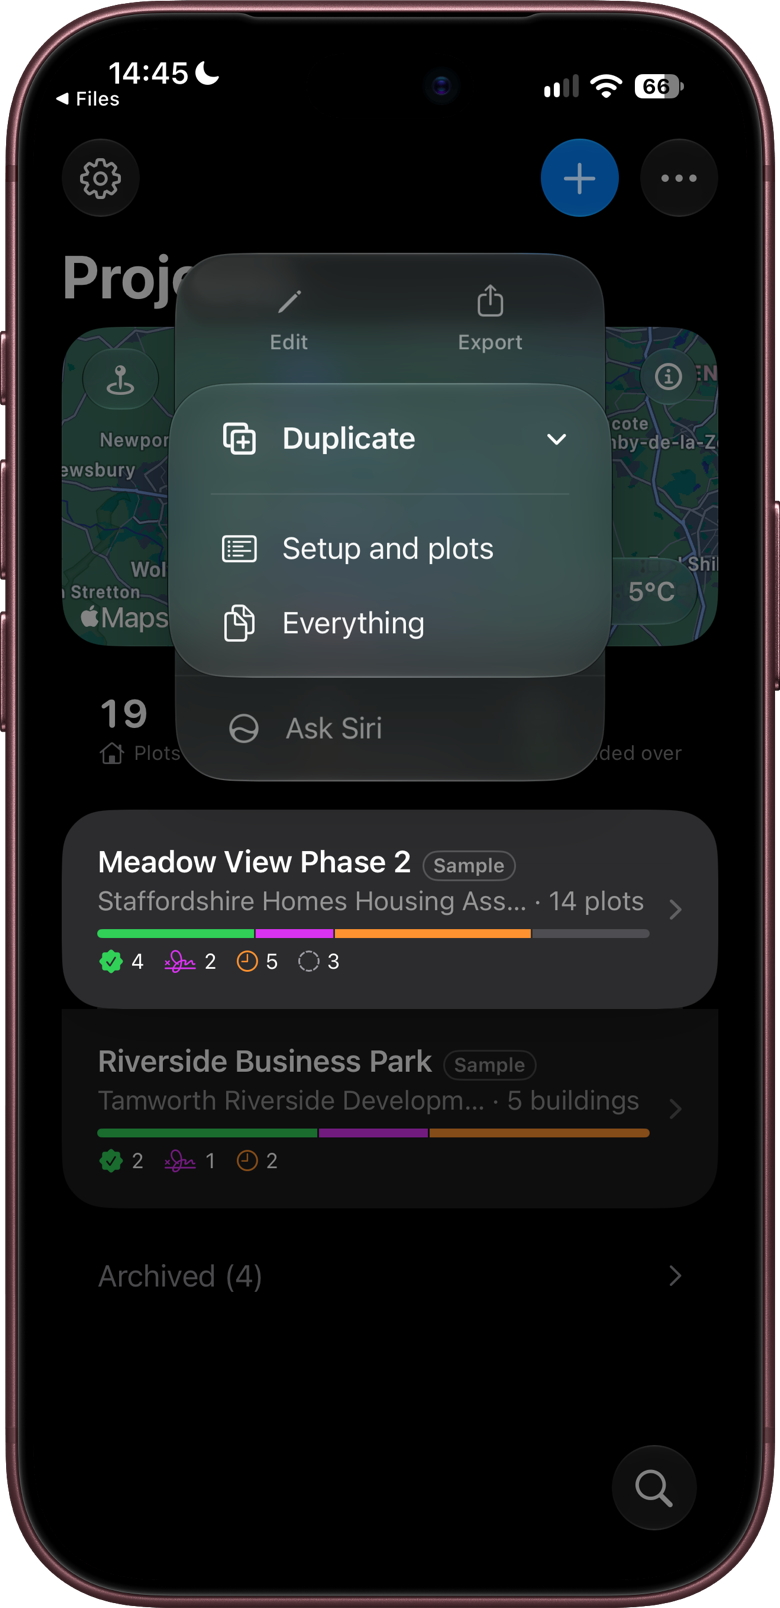 14:45
66
◀ Files
Edit
Export
Newpor
cote
nby-de-la-Z
ewsbury
Duplicate
Setup and plots
Wol
Shil
n Stretton
5°C
Maps
Everything
19
Ask Siri
Plots
ded over
Meadow View Phase 2 Sample
Staffordshire Homes Housing Ass... · 14 plots
4 2 5 3
Riverside Business Park Sample
Tamworth Riverside Developm... · 5 buildings
2 1 2
Archived (4)